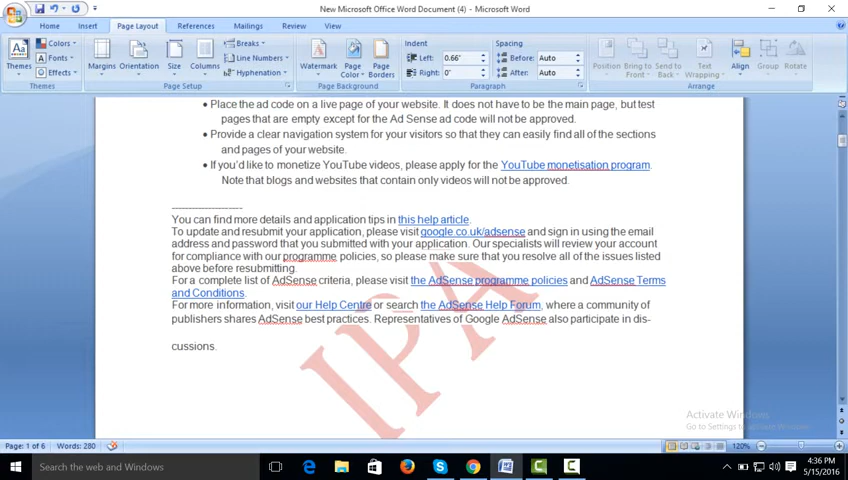 New Microsoft Office Word Document (4) - Microsoft Word
Home Insert Page Layout References Mailings Review View
Themes Colors Fonts Effects Margins Orientation Size Columns Breaks Line Numbers Hyphenation Watermark Page Color Page Borders Indent Left: 0.66" Right: 0" Spacing Before: Auto After: Auto Position Bring to Front Send to Back Text Wrapping Align Group Rotate
Themes Page Setup Page Background Paragraph Arrange
• Place the ad code on a live page of your website. It does not have to be the main page, but test
pages that are empty except for the Ad Sense ad code will not be approved.
• Provide a clear navigation system for your visitors so that they can easily find all of the sections
and pages of your website.
• If you'd like to monetize YouTube videos, please apply for the YouTube monetisation program.
Note that blogs and websites that contain only videos will not be approved.
--------------------
You can find more details and application tips in this help article.
To update and resubmit your application, please visit google.co.uk/adsense and sign in using the email
address and password that you submitted with your application. Our specialists will review your account
for compliance with our programme policies, so please make sure that you resolve all of the issues listed
above before resubmitting.
For a complete list of AdSense criteria, please visit the AdSense programme policies and AdSense Terms
and Conditions.
For more information, visit our Help Centre or search the AdSense Help Forum, where a community of
publishers shares AdSense best practices. Representatives of Google AdSense also participate in dis-
cussions.
IPA
Activate Windows
Go to Settings to activate Windows.
Page: 1 of 6 Words: 280 120%
Search the web and Windows
4:36 PM
5/15/2016